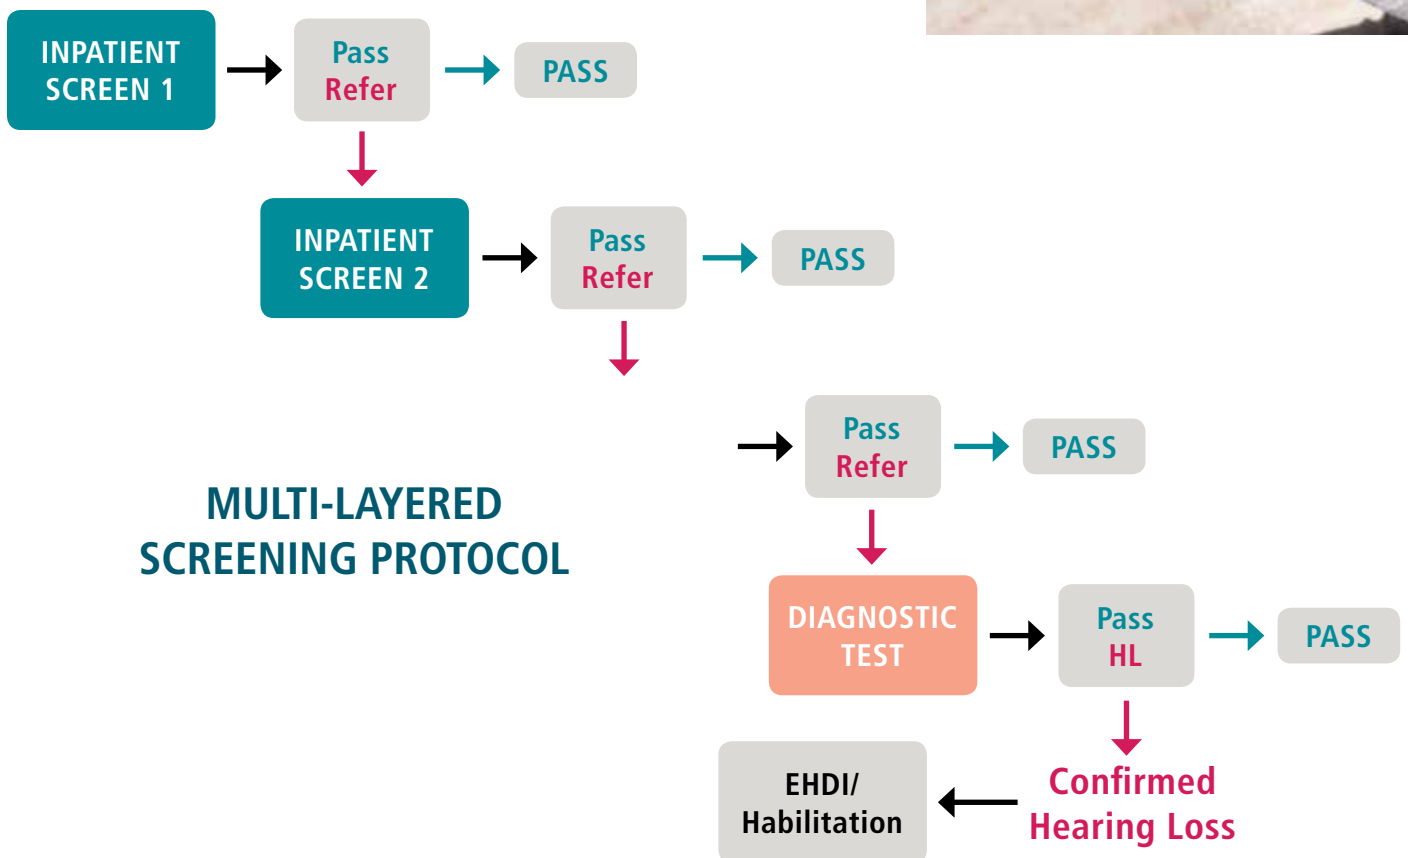 INPATIENT
SCREEN 1
Pass
Refer
PASS
INPATIENT
SCREEN 2
Pass
Refer
PASS
Pass
Refer
PASS
MULTI-LAYERED
SCREENING PROTOCOL
DIAGNOSTIC
TEST
Pass
HL
PASS
EHDI/
Habilitation
Confirmed
Hearing Loss